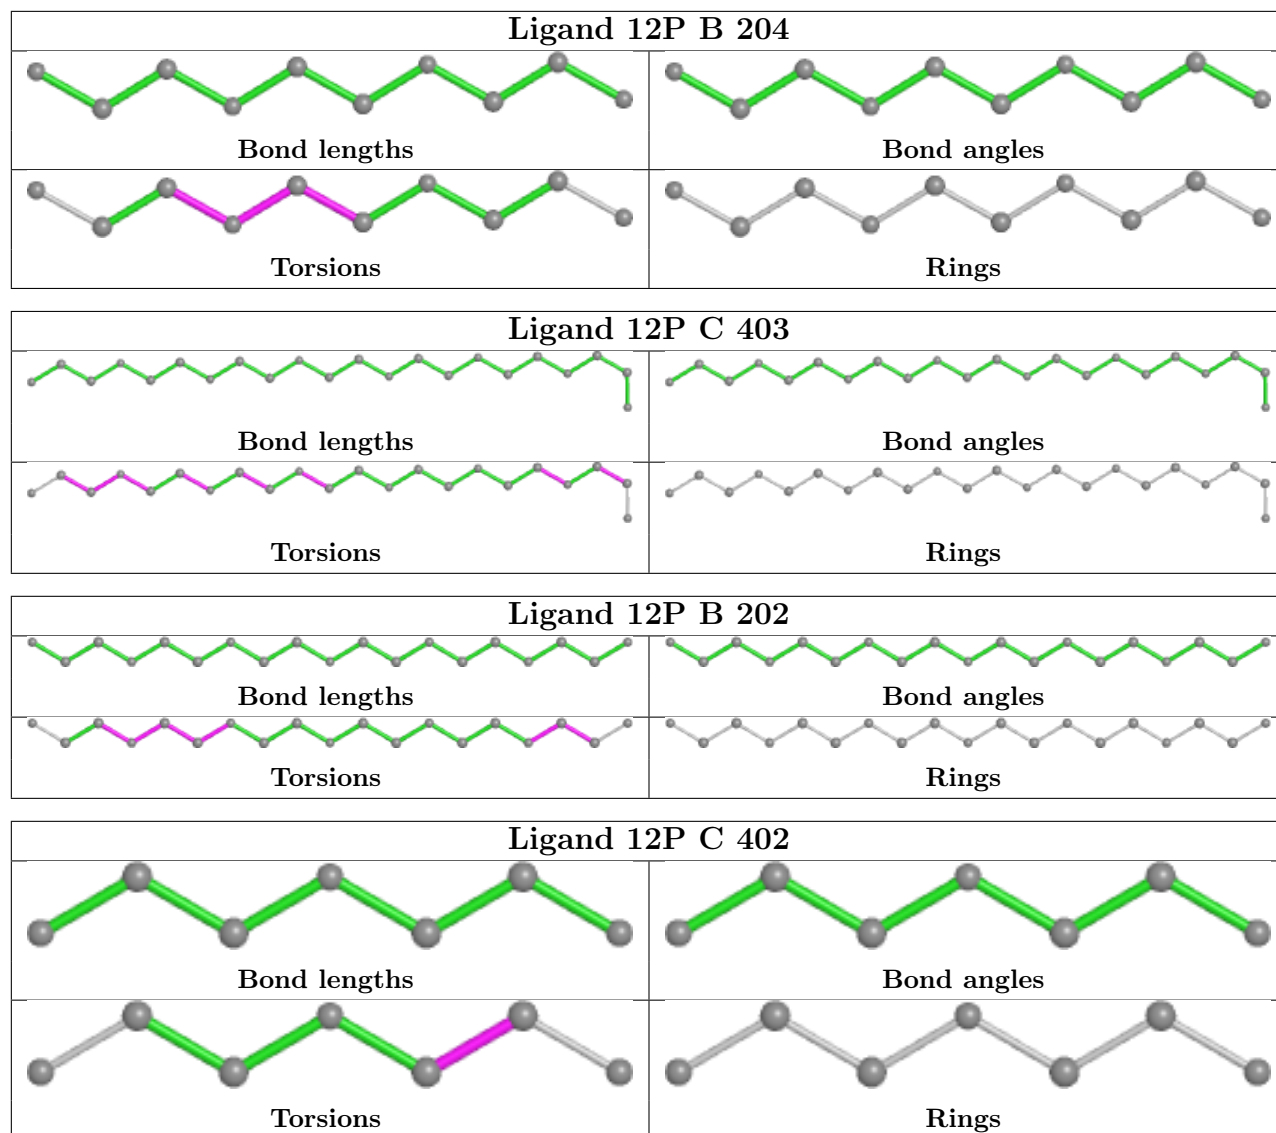 Ligand 12P B 204
Bond lengths
Bond angles
Torsions
Rings
Ligand 12P C 403
Bond lengths
Bond angles
Torsions
Rings
Ligand 12P B 202
Bond lengths
Bond angles
Torsions
Rings
Ligand 12P C 402
Bond lengths
Bond angles
Torsions
Rings